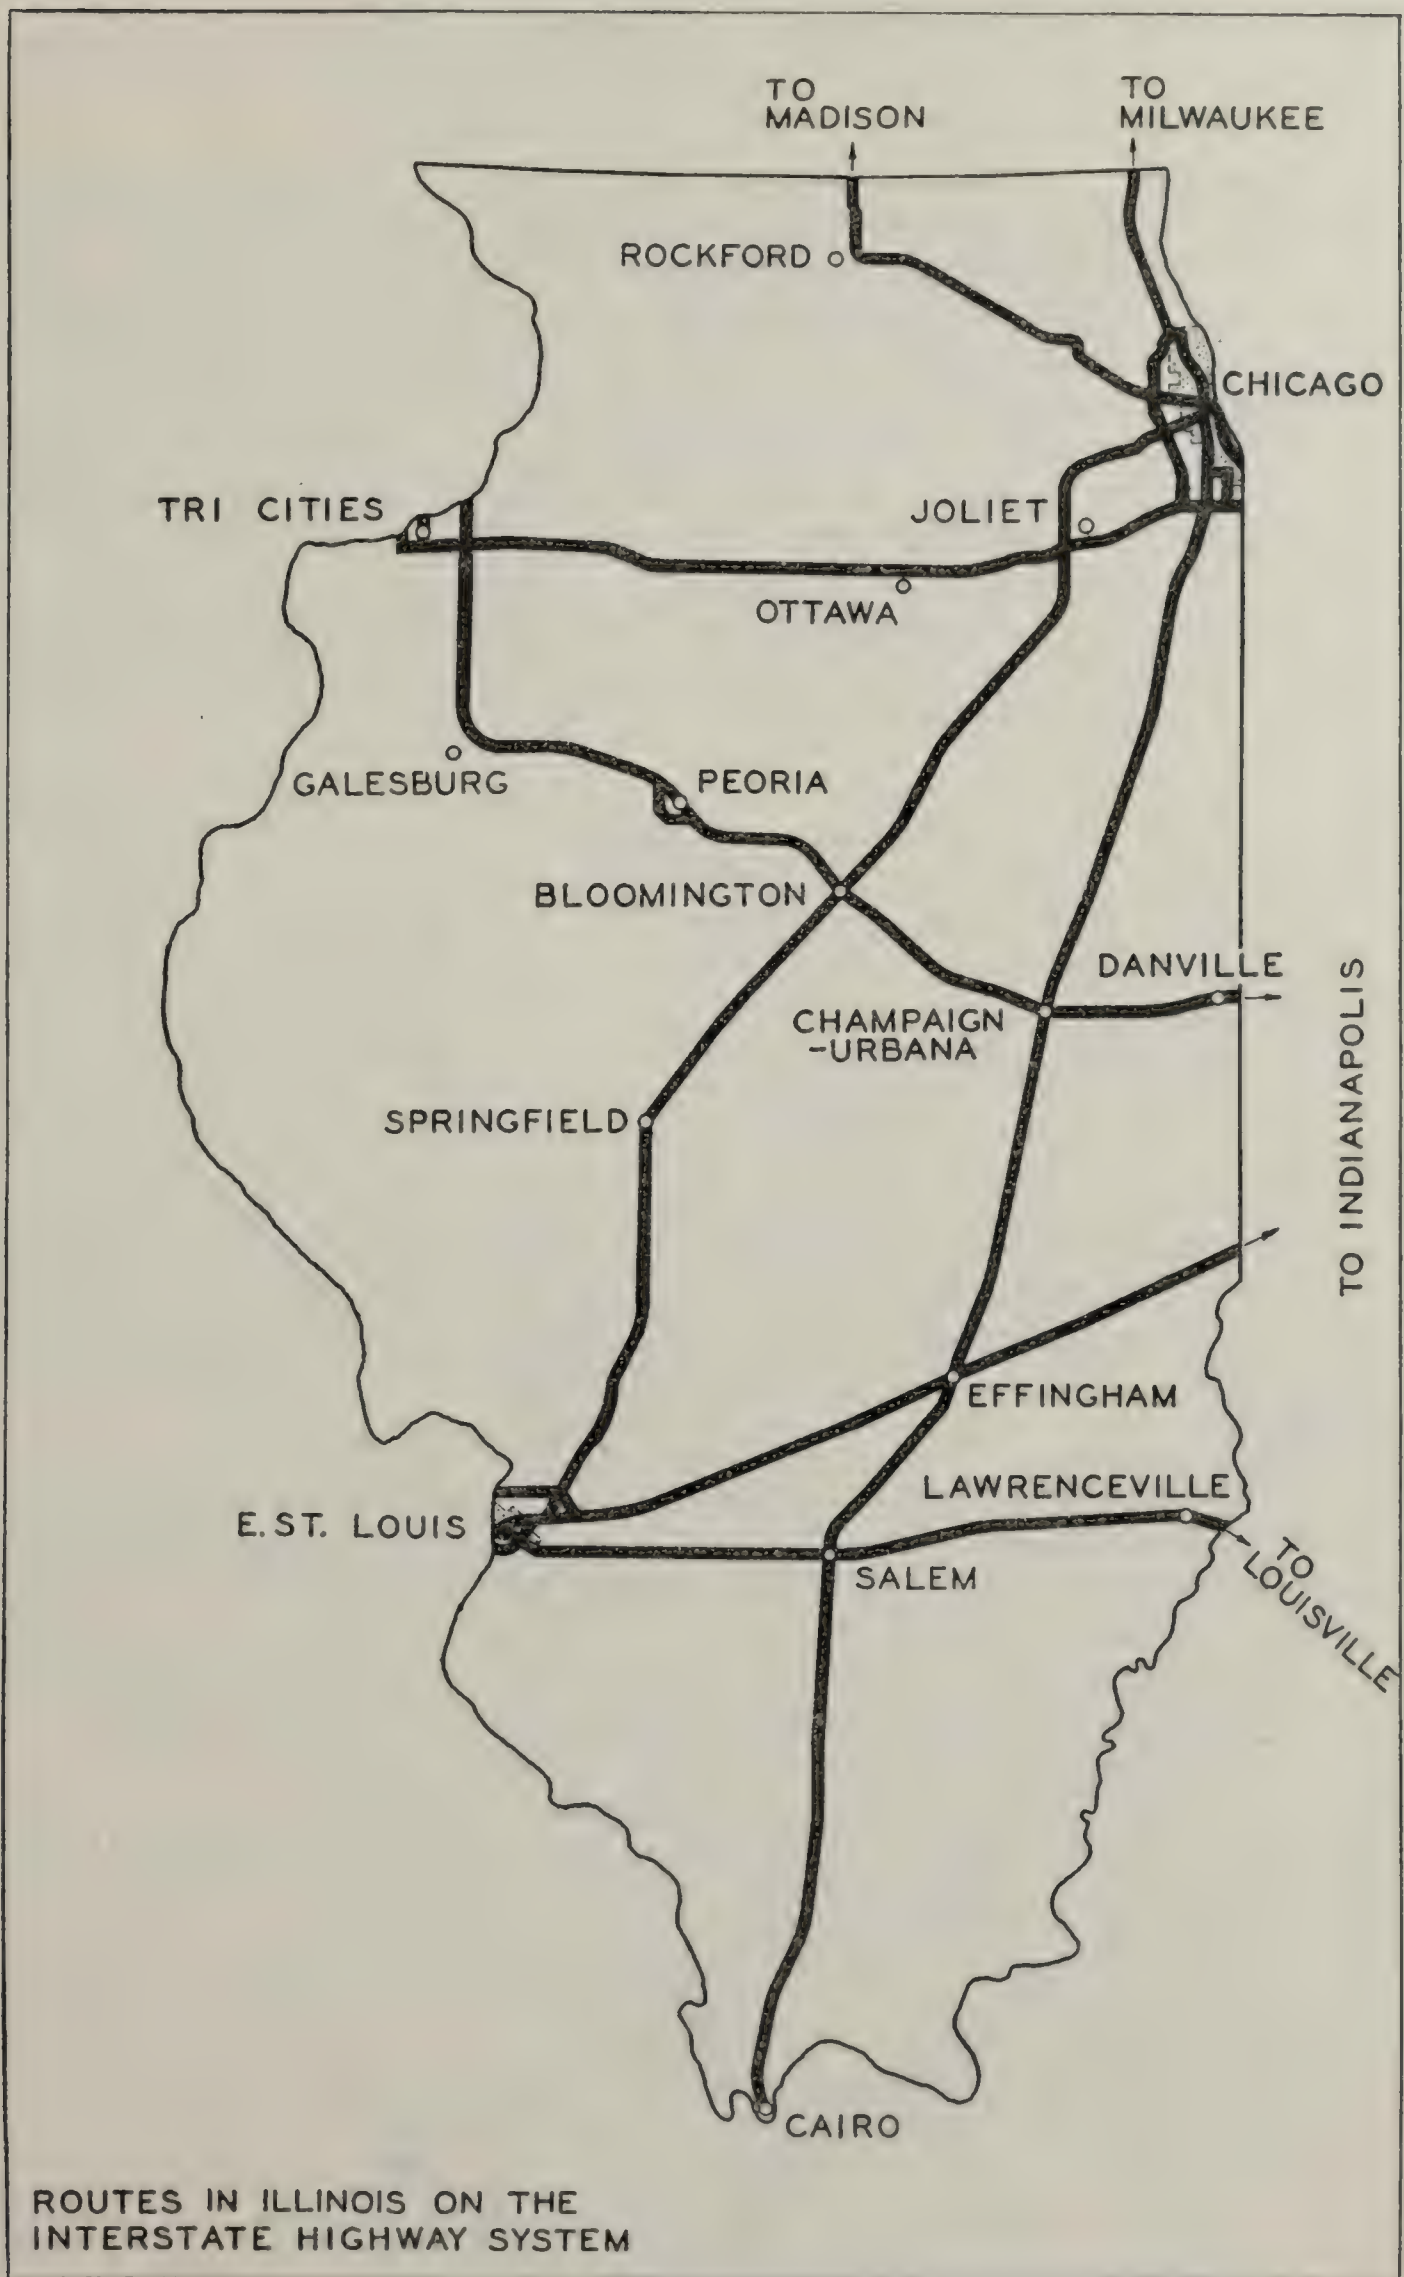 TO
MADISON
TO
MILWAUKEE
ROCKFORD
CHICAGO
TRI CITIES
JOLIET
OTTAWA
GALESBURG
PEORIA
BLOOMINGTON
DANVILLE
CHAMPAIGN
-URBANA
TO INDIANAPOLIS
SPRINGFIELD
EFFINGHAM
LAWRENCEVILLE
E. ST. LOUIS
SALEM
TO
LOUISVILLE
CAIRO
ROUTES IN ILLINOIS ON THE
INTERSTATE HIGHWAY SYSTEM